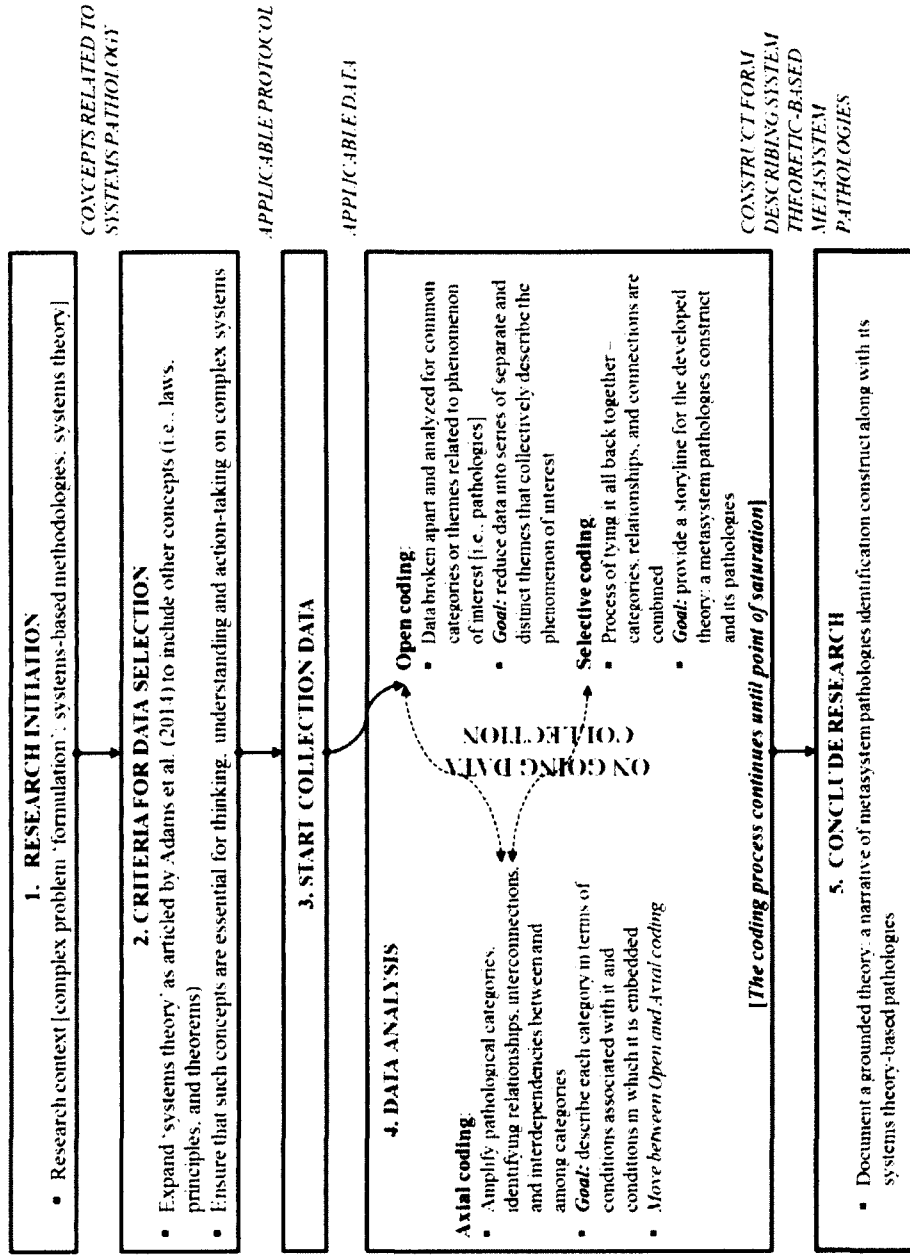 1. RESEARCH INITIATION
▪ Research context [complex problem 'formulation'; systems-based methodologies; systems theory]
CONCEPTS RELATED TO
SYSTEMS PATHOLOGY
2. CRITERIA FOR DATA SELECTION
▪ Expand 'systems theory' as articled by Adams et al. (2014) to include other concepts (i.e., laws,
principles, and theorems)
▪ Ensure that such concepts are essential for thinking, understanding and action-taking on complex systems
APPLICABLE PROTOCOL
3. START COLLECTION DATA
APPLICABLE DATA
4. DATA ANALYSIS
Axial coding:
▪ Amplify pathological categories,
identifying relationships, interconnections,
and interdependencies between and
among categories
▪ Goal: describe each category in terms of
conditions associated with it and
conditions in which it is embedded
▪ Move between Open and Axial coding
ON GOING DATA
COLLECTION
Open coding:
▪ Data broken apart and analyzed for common
categories or themes related to phenomenon
of interest [i.e., pathologies]
▪ Goal: reduce data into series of separate and
distinct themes that collectively describe the
phenomenon of interest
Selective coding:
▪ Process of tying it all back together –
categories, relationships, and connections are
combined
▪ Goal: provide a storyline for the developed
theory: a metasystem pathologies construct
and its pathologies
[The coding process continues until point of saturation]
CONSTRUCT FORM
DESCRIBING SYSTEM
THEORETIC-BASED
METASYSTEM
PATHOLOGIES
5. CONCLUDE RESEARCH
▪ Document a grounded theory: a narrative of metasystem pathologies identification construct along with its
systems theory-based pathologies